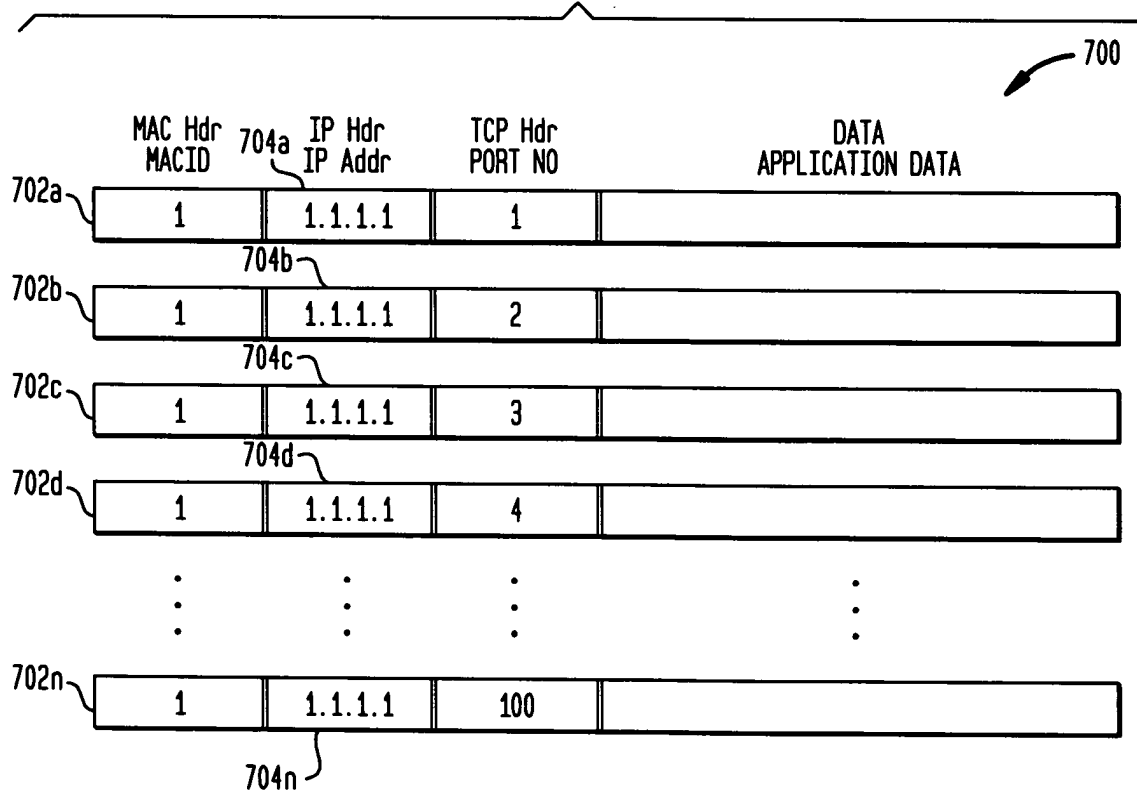 700
MAC Hdr IP Hdr TCP Hdr DATA
MACID 704a IP Addr PORT NO APPLICATION DATA
702a 1 1.1.1.1 1
704b
702b 1 1.1.1.1 2
704c
702c 1 1.1.1.1 3
704d
702d 1 1.1.1.1 4
702n 1 1.1.1.1 100
704n